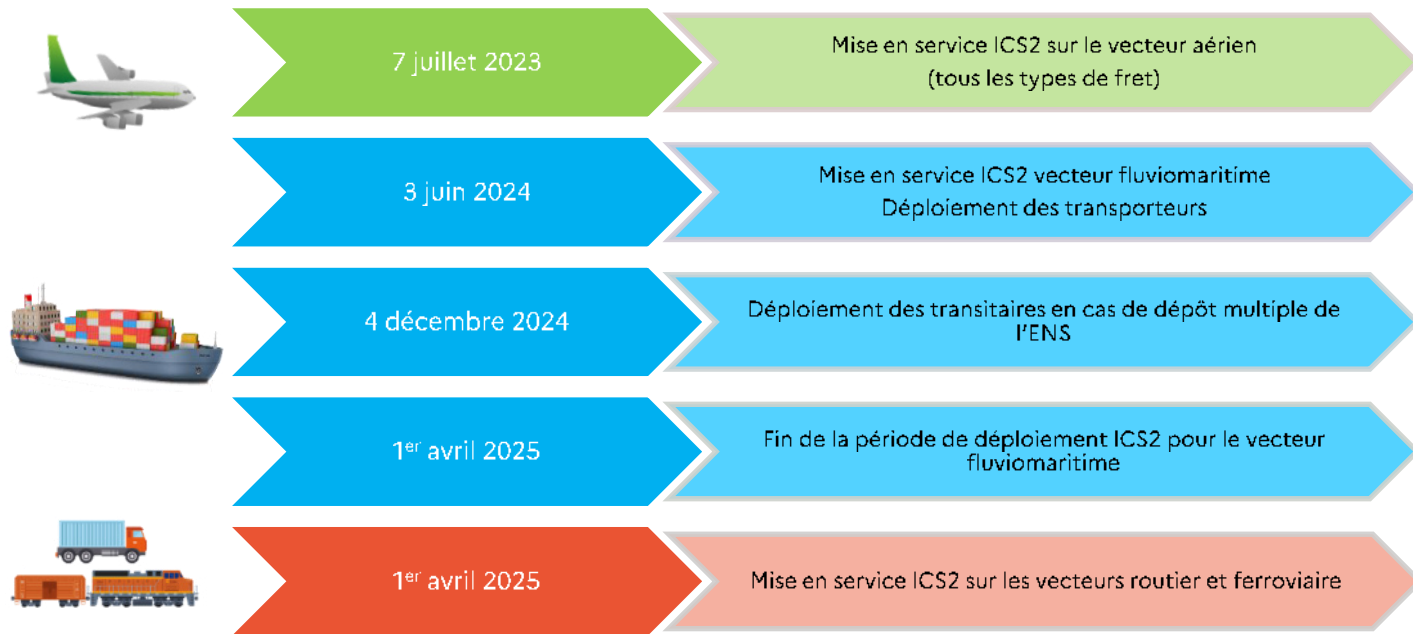 7 juillet 2023
Mise en service ICS2 sur le vecteur aérien
(tous les types de fret)
3 juin 2024
Mise en service ICS2 vecteur fluviomaritime
Déploiement des transporteurs
4 décembre 2024
Déploiement des transitaires en cas de dépôt multiple de
l'ENS
1er avril 2025
Fin de la période de déploiement ICS2 pour le vecteur
fluviomaritime
1er avril 2025
Mise en service ICS2 sur les vecteurs routier et ferroviaire